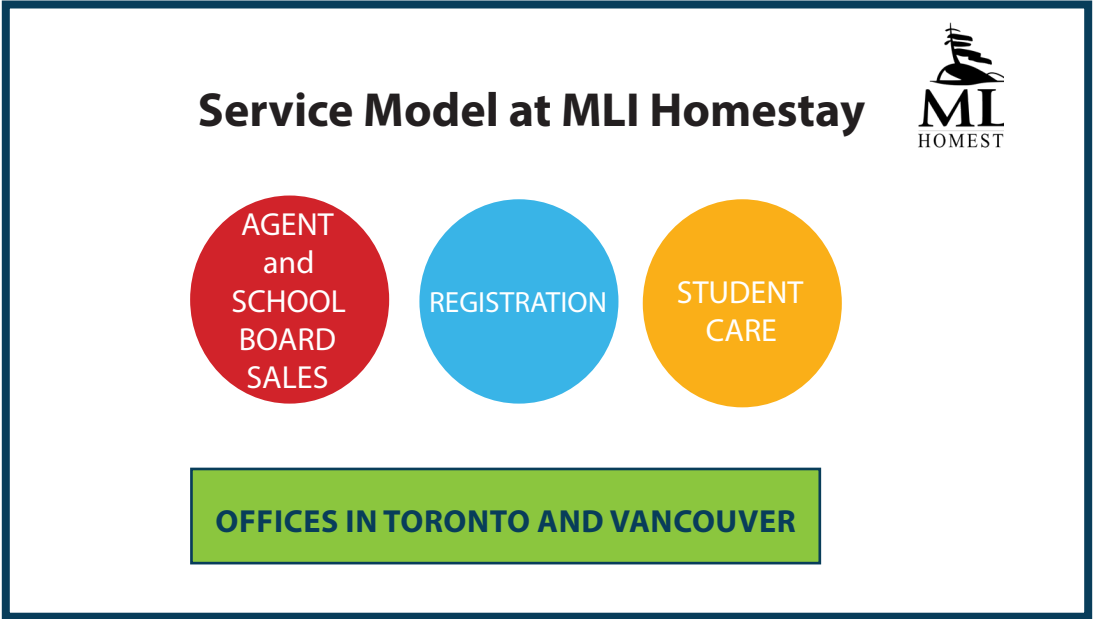 Service Model at MLI Homestay
ML
HOMEST
AGENT
and
SCHOOL
BOARD
SALES
REGISTRATION
STUDENT
CARE
OFFICES IN TORONTO AND VANCOUVER